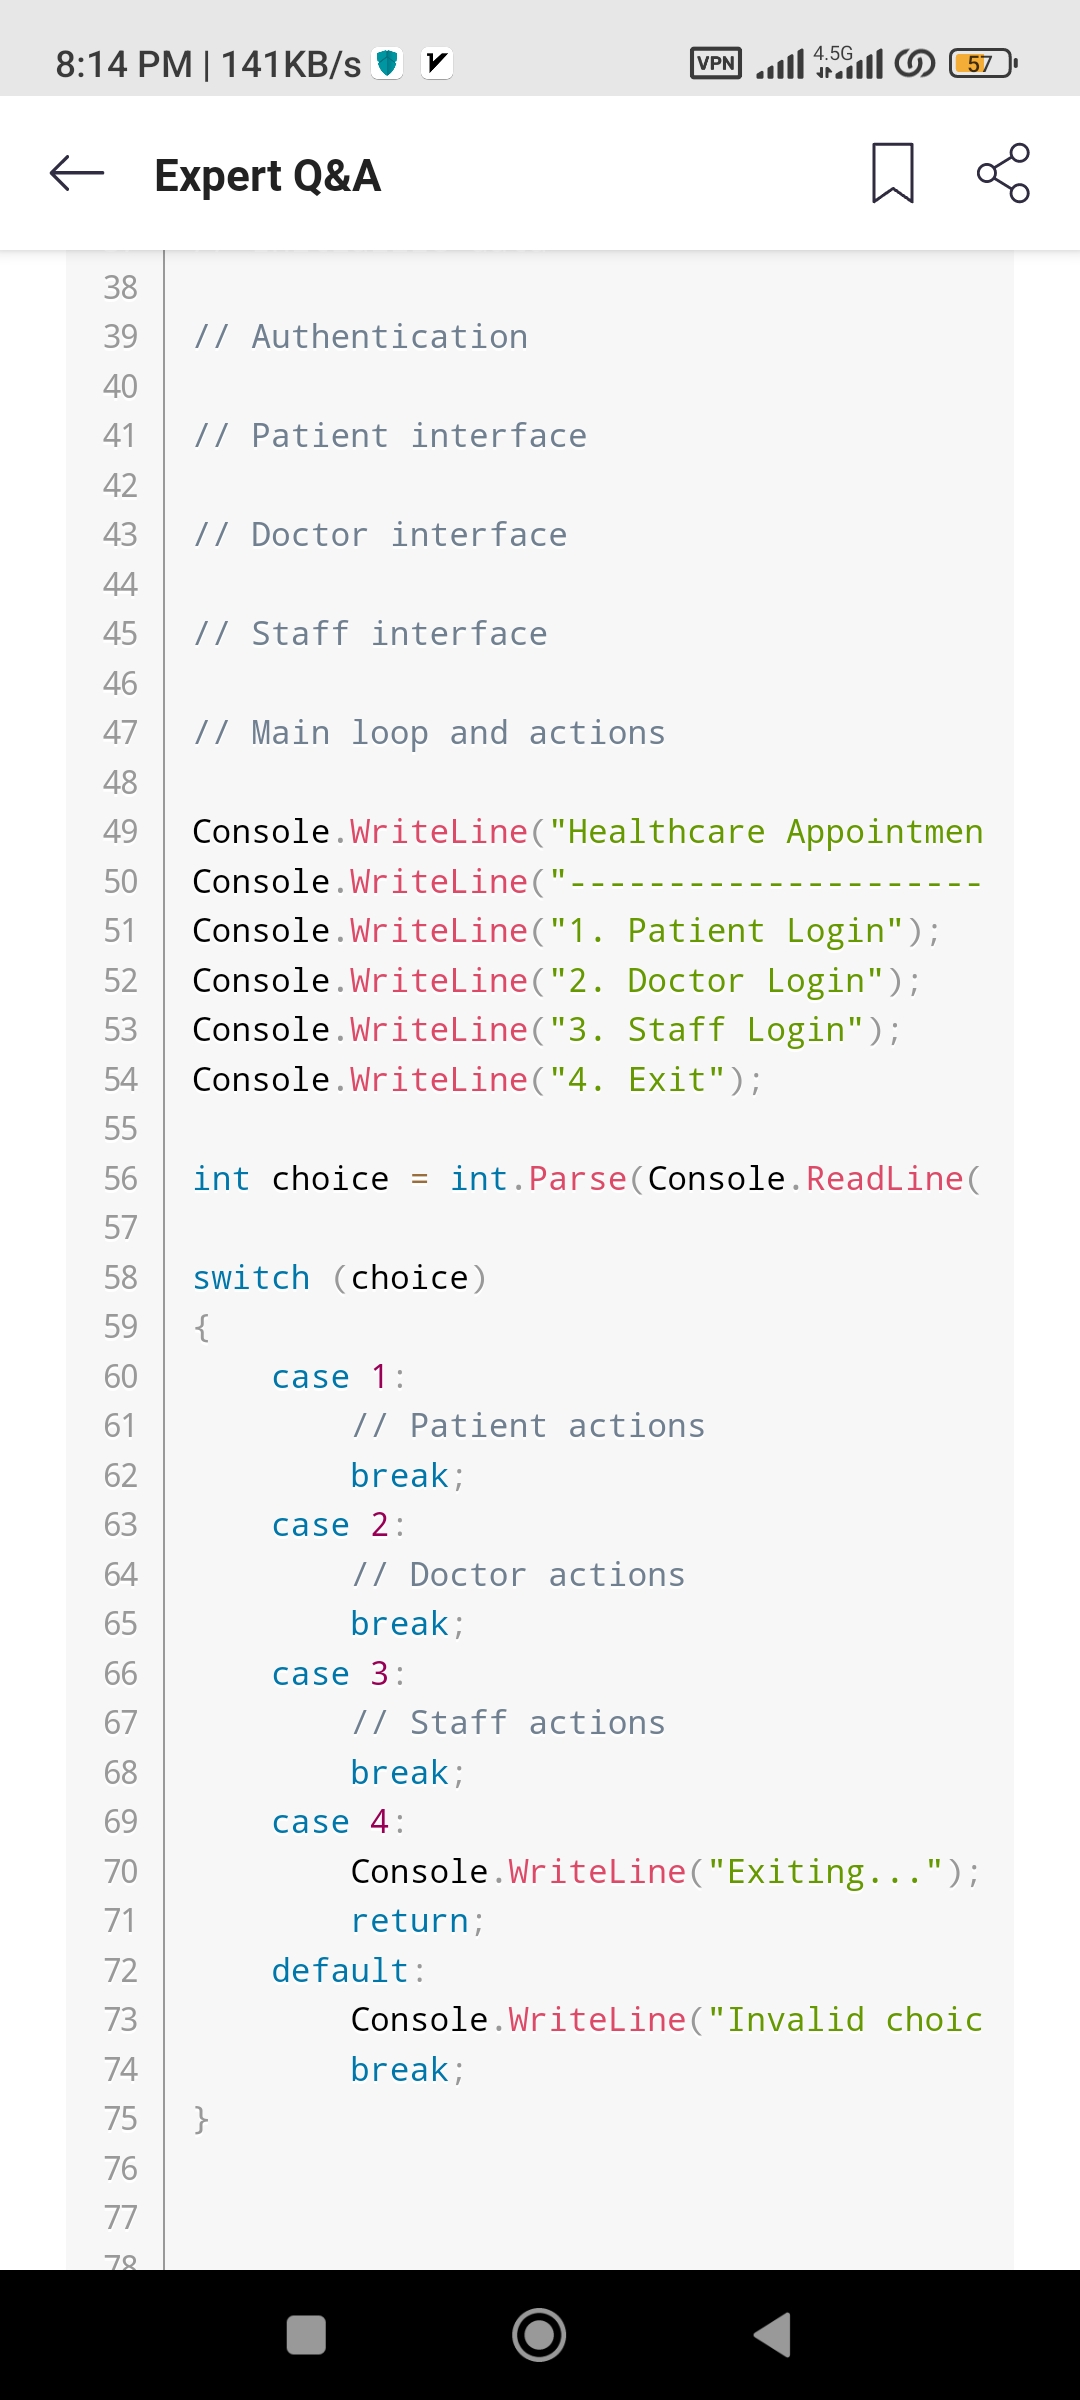 8:14 PM | 141KB/s VPN 4.5G 57
Expert Q&A
38
39 // Authentication
40
41 // Patient interface
42
43 // Doctor interface
44
45 // Staff interface
46
47 // Main loop and actions
48
49 Console.WriteLine("Healthcare Appointmen
50 Console.WriteLine("---------------------
51 Console.WriteLine("1. Patient Login");
52 Console.WriteLine("2. Doctor Login");
53 Console.WriteLine("3. Staff Login");
54 Console.WriteLine("4. Exit");
55
56 int choice = int.Parse(Console.ReadLine(
57
58 switch (choice)
59 {
60     case 1:
61         // Patient actions
62         break;
63     case 2:
64         // Doctor actions
65         break;
66     case 3:
67         // Staff actions
68         break;
69     case 4:
70         Console.WriteLine("Exiting...");
71         return;
72     default:
73         Console.WriteLine("Invalid choic
74         break;
75 }
76
77
78